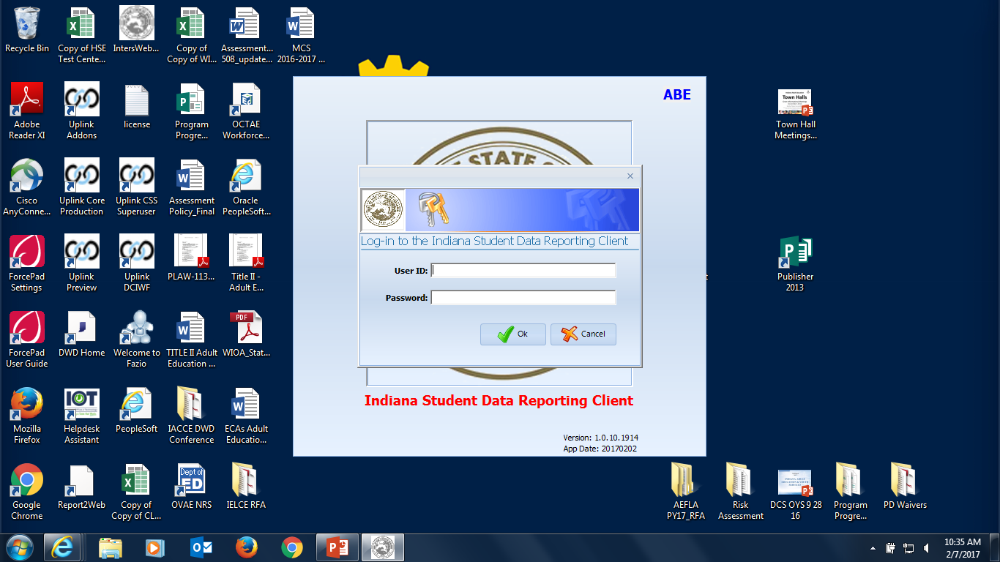 Recycle Bin
Copy of HSE
Test Cente...
IntersWeb...
Copy of
Copy of WI...
Assessment...
508_update...
MCS
2016-2017 ...
Adobe
Reader XI
Uplink
Addons
license
Program
Progre...
OCTAE
Workforce...
Cisco
AnyConne...
Uplink Core
Production
Uplink CSS
Superuser
Assessment
Policy_Final
Oracle
PeopleSoft...
ForcePad
Settings
Uplink
Preview
Uplink
DCIWF
PLAW-113...
Title II -
Adult E...
ForcePad
User Guide
DWD Home
Welcome to
Fazio
TITLE II Adult
Education ...
PDF
WIOA_Stat...
Mozilla
Firefox
IOT
Helpdesk
Assistant
PeopleSoft
IACCE DWD
Conference
ECAs Adult
Educatio...
Google
Chrome
Report2Web
Copy of
Copy of CL...
Dept of
ED
OVAE NRS
IELCE RFA
ABE
STATE
Log-in to the Indiana Student Data Reporting Client
User ID:
Password:
Ok
Cancel
Indiana Student Data Reporting Client
Version: 1.0.10.1914
App Date: 20170202
Town Halls
Town Hall
Meetings...
Publisher
2013
AEFLA
PY17_RFA
Risk
Assessment
DCS OYS 9 28
16
Program
Progre...
PD Waivers
10:35 AM
2/7/2017